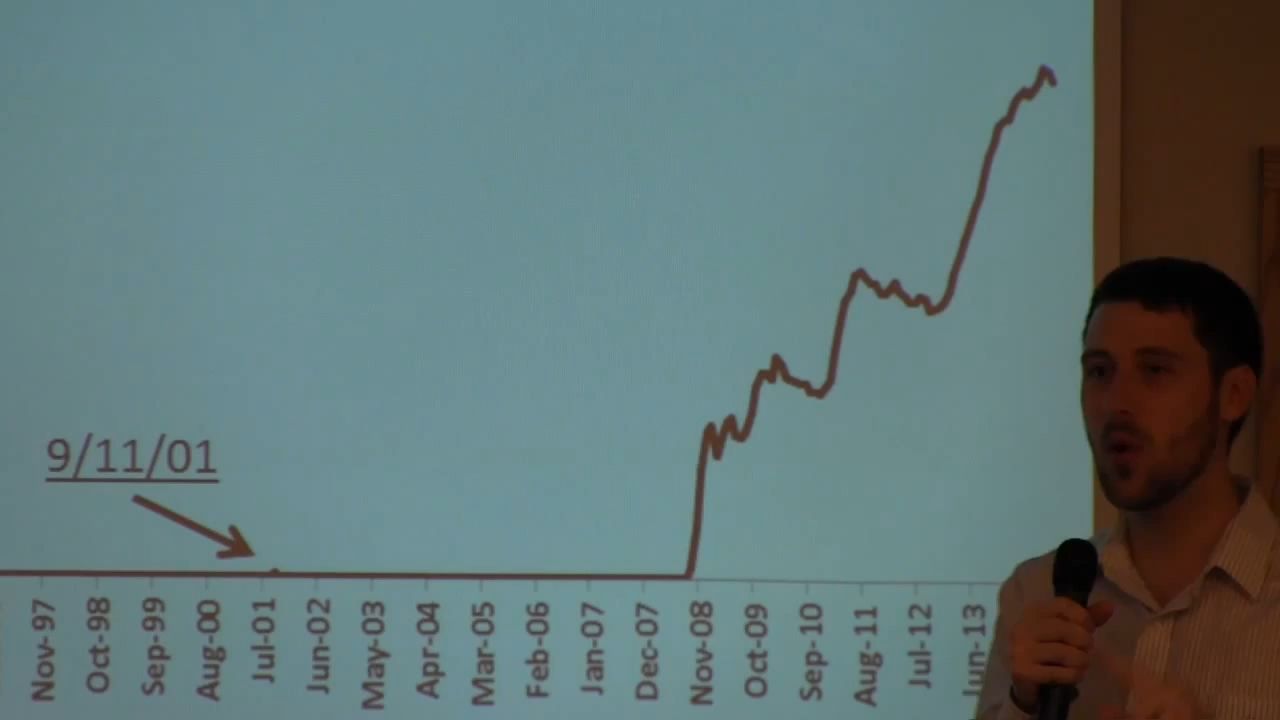 9/11/01
Nov-97
Oct-98
Sep-99
Aug-00
Jul-01
Jun-02
May-03
Apr-04
Mar-05
Feb-06
Jan-07
Dec-07
Nov-08
Oct-09
Sep-10
Aug-11
Jul-12
Jun-13